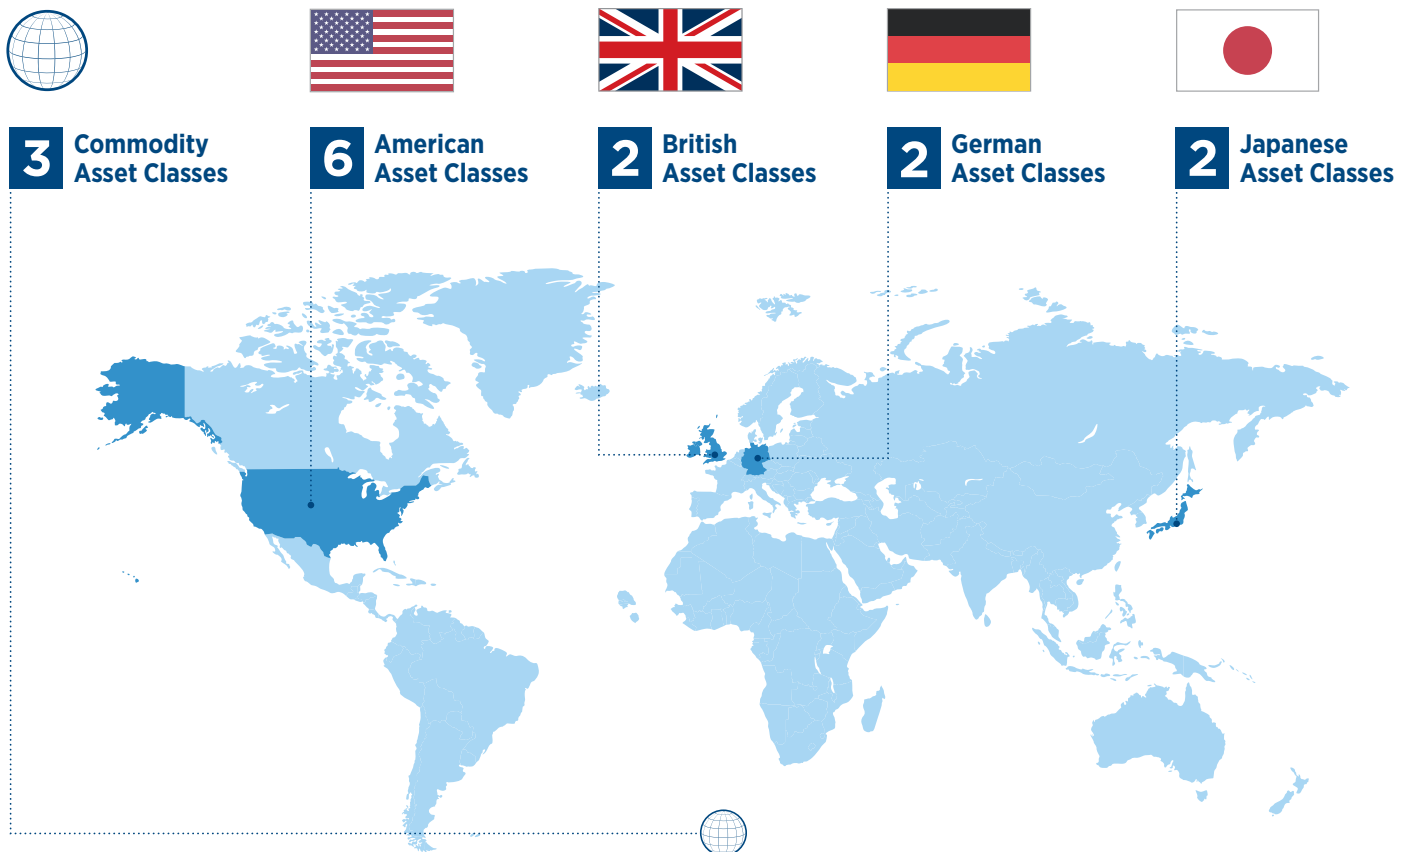 3
Commodity
Asset Classes
6
American
Asset Classes
2
British
Asset Classes
2
German
Asset Classes
2
Japanese
Asset Classes